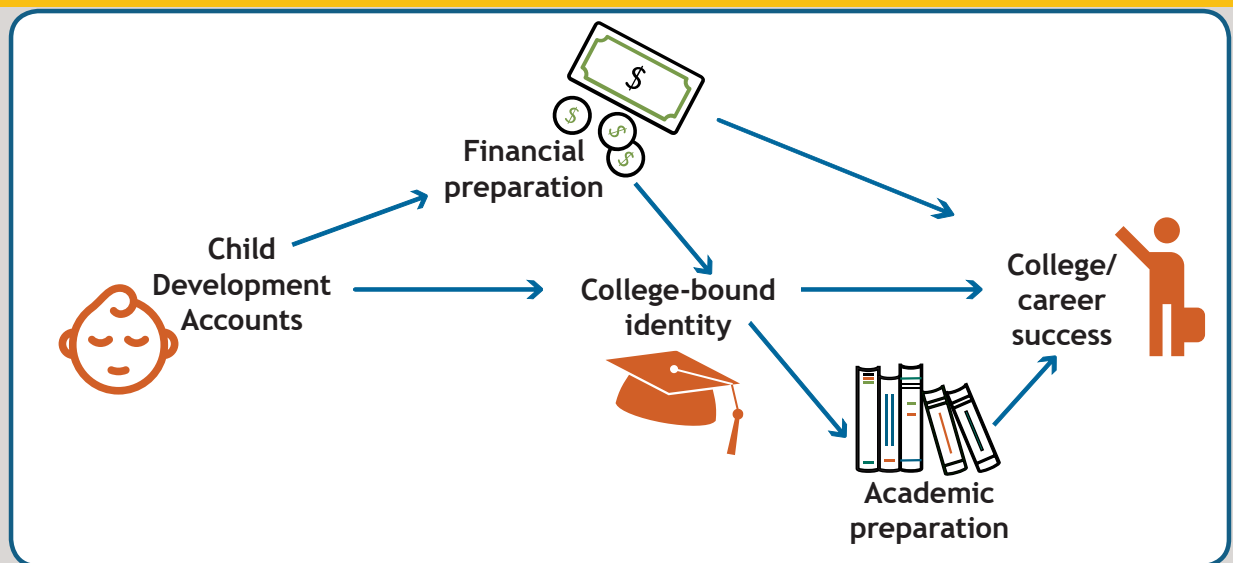 $
$
$
$
Financial
preparation
Child
Development
Accounts
College-bound
identity
College/
career
success
Academic
preparation